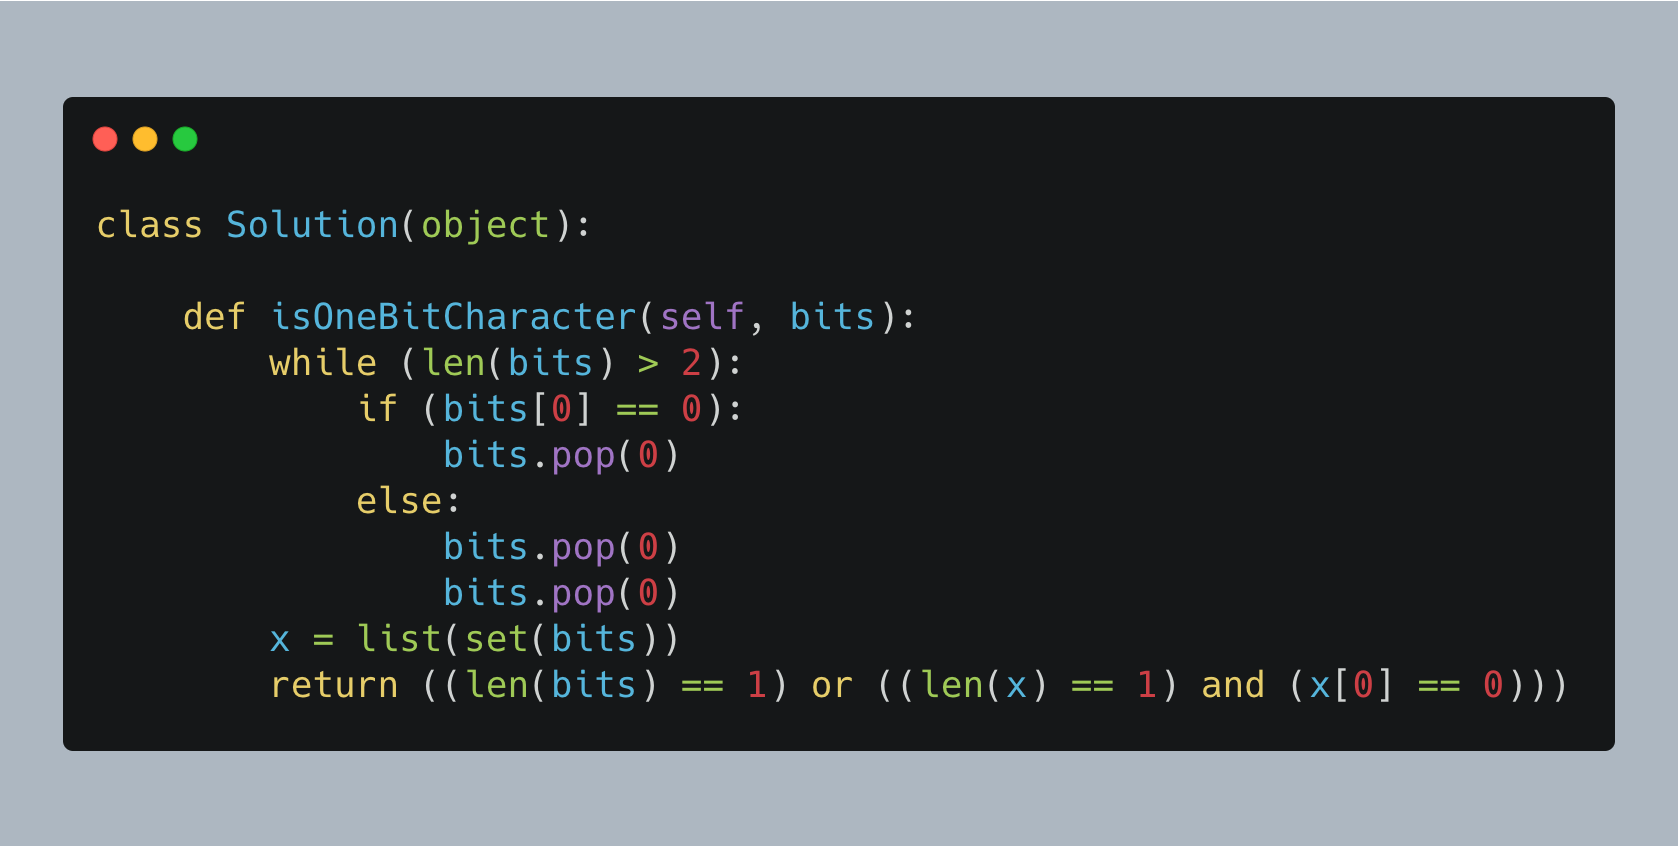 class Solution(object):
    def isOneBitCharacter(self, bits):
        while (len(bits) > 2):
            if (bits[0] == 0):
                bits.pop(0)
            else:
                bits.pop(0)
                bits.pop(0)
        x = list(set(bits))
        return ((len(bits) == 1) or ((len(x) == 1) and (x[0] == 0)))